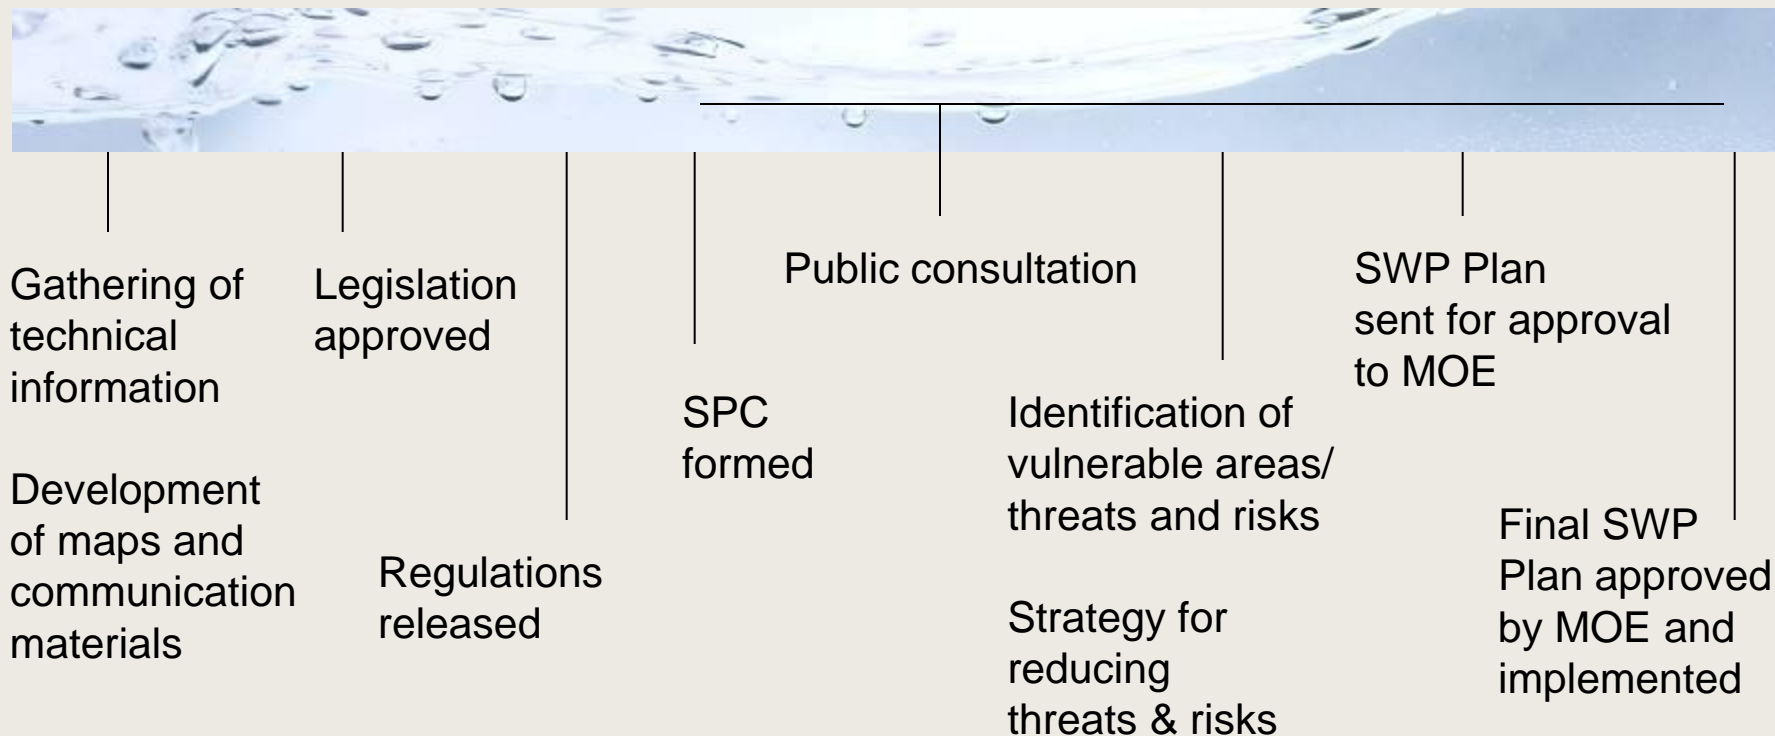 Gathering of
technical
information
Development
of maps and
communication
materials
Legislation
approved
Regulations
released
SPC
formed
Public consultation
Identification of
vulnerable areas/
threats and risks
Strategy for
reducing
threats & risks
SWP Plan
sent for approval
to MOE
Final SWP
Plan approved
by MOE and
implemented